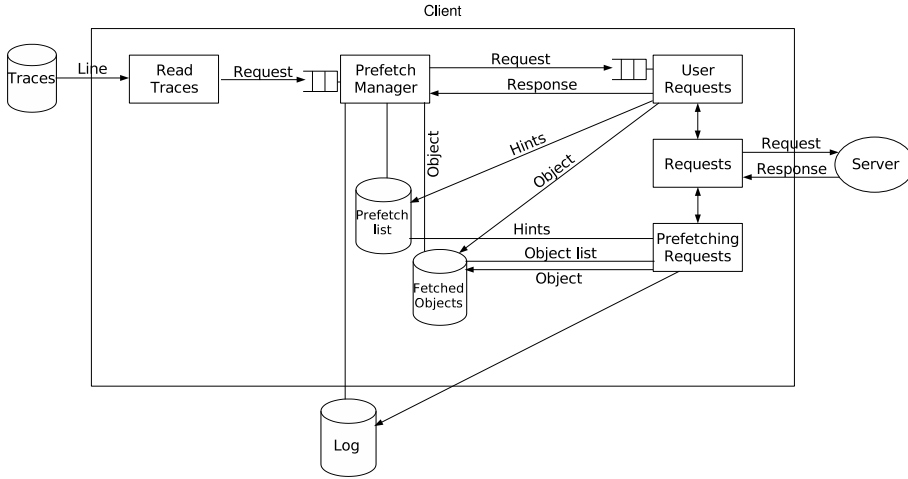 Client
Traces
Line
Read
Traces
Request
Prefetch
Manager
Request
Response
User
Requests
Hints
Object
Object
Requests
Request
Response
Server
Prefetch
list
Hints
Prefetching
Requests
Object list
Object
Fetched
Objects
Log